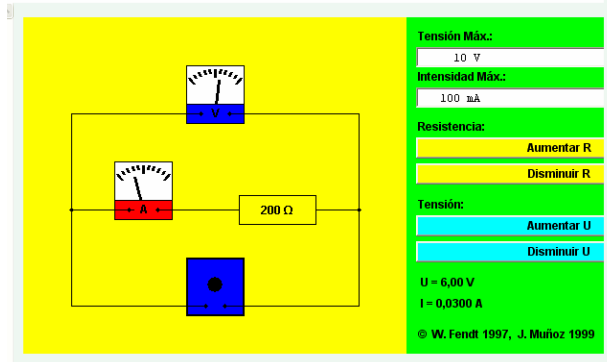 V
A
200 Ω
Tensión Máx.:
10 V
Intensidad Máx.:
100 mA
Resistencia:
Aumentar R
Disminuir R
Tensión:
Aumentar U
Disminuir U
U = 6,00 V
I = 0,0300 A
© W. Fendt 1997, J. Muñoz 1999